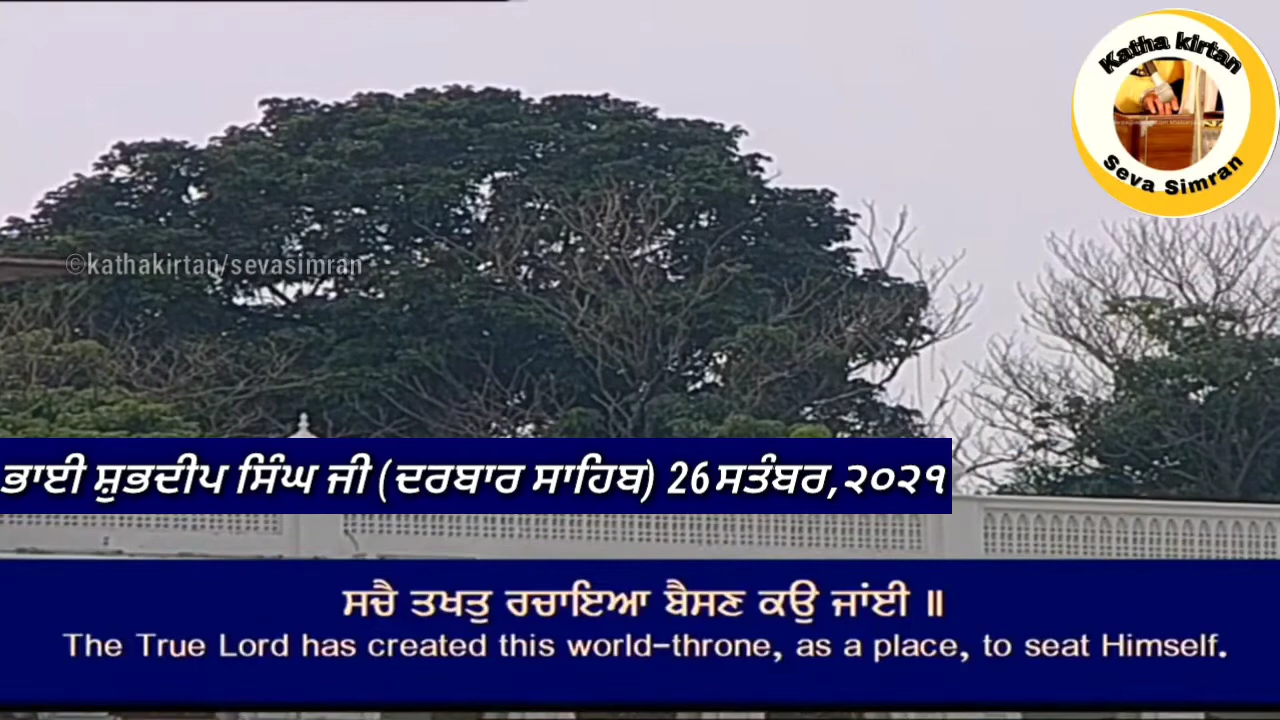 Katha kirtan
Seva Simran
©kathakirtan/sevasimran
ਭਾਈ ਸ਼ੁਭਦੀਪ ਸਿੰਘ ਜੀ (ਦਰਬਾਰ ਸਾਹਿਬ) 26 ਸਤੰਬਰ,੨੦੨੧
ਸਚੈ ਤਖਤੁ ਰਚਾਇਆ ਬੈਸਣ ਕਉ ਜਾਂਈ ॥
The True Lord has created this world-throne, as a place, to seat Himself.